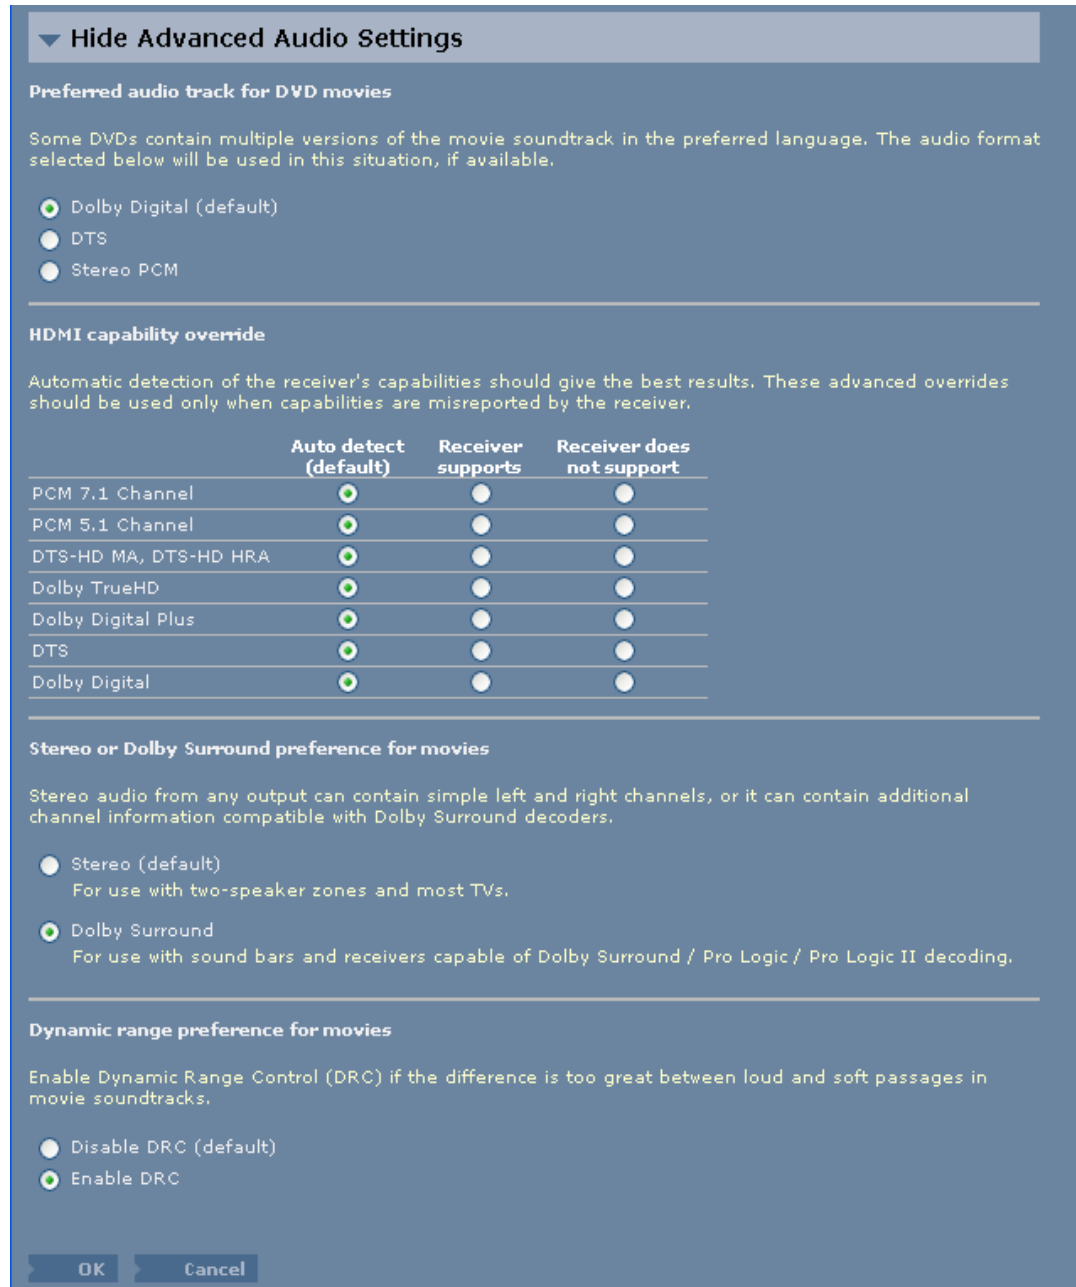 Hide Advanced Audio Settings
Preferred audio track for DVD movies
Some DVDs contain multiple versions of the movie soundtrack in the preferred language. The audio format
selected below will be used in this situation, if available.
Dolby Digital (default)
DTS
Stereo PCM
HDMI capability override
Automatic detection of the receiver's capabilities should give the best results. These advanced overrides
should be used only when capabilities are misreported by the receiver.
Auto detect Receiver Receiver does
(default) supports not support
PCM 7.1 Channel
PCM 5.1 Channel
DTS-HD MA, DTS-HD HRA
Dolby TrueHD
Dolby Digital Plus
DTS
Dolby Digital
Stereo or Dolby Surround preference for movies
Stereo audio from any output can contain simple left and right channels, or it can contain additional
channel information compatible with Dolby Surround decoders.
Stereo (default)
For use with two-speaker zones and most TVs.
Dolby Surround
For use with sound bars and receivers capable of Dolby Surround / Pro Logic / Pro Logic II decoding.
Dynamic range preference for movies
Enable Dynamic Range Control (DRC) if the difference is too great between loud and soft passages in
movie soundtracks.
Disable DRC (default)
Enable DRC
OK Cancel